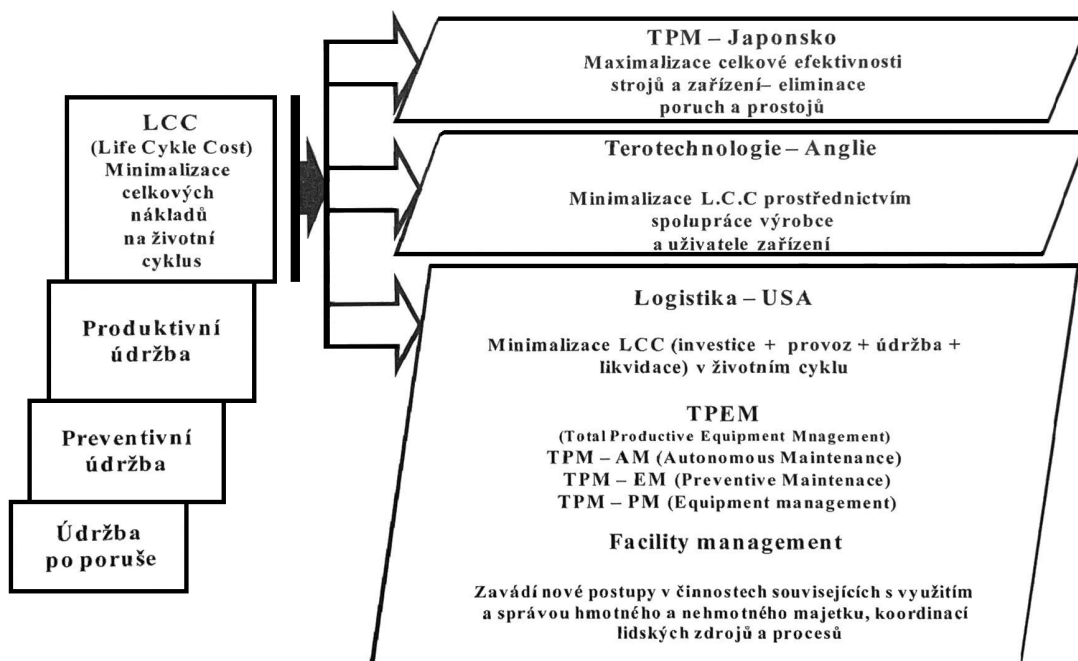 LCC
(Life Cykle Cost)
Minimalizace
celkových
nákladů
na životní
cyklus
Produktivní
údržba
Preventivní
údržba
Údržba
po poruše
TPM – Japonsko
Maximalizace celkové efektivnosti
strojů a zařízení– eliminace
poruch a prostojů
Terotechnologie – Anglie
Minimalizace L.C.C prostřednictvím
spolupráce výrobce
a uživatele zařízení
Logistika – USA
Minimalizace LCC (investice + provoz + údržba +
likvidace) v životním cyklu
TPEM
(Total Productive Equipment Mnagement)
TPM – AM (Autonomous Maintenance)
TPM – EM (Preventive Maintenace)
TPM – PM (Equipment management)
Facility management
Zavádí nové postupy v činnostech souvisejících s využitím
a správou hmotného a nehmotného majetku, koordinací
lidských zdrojů a procesů